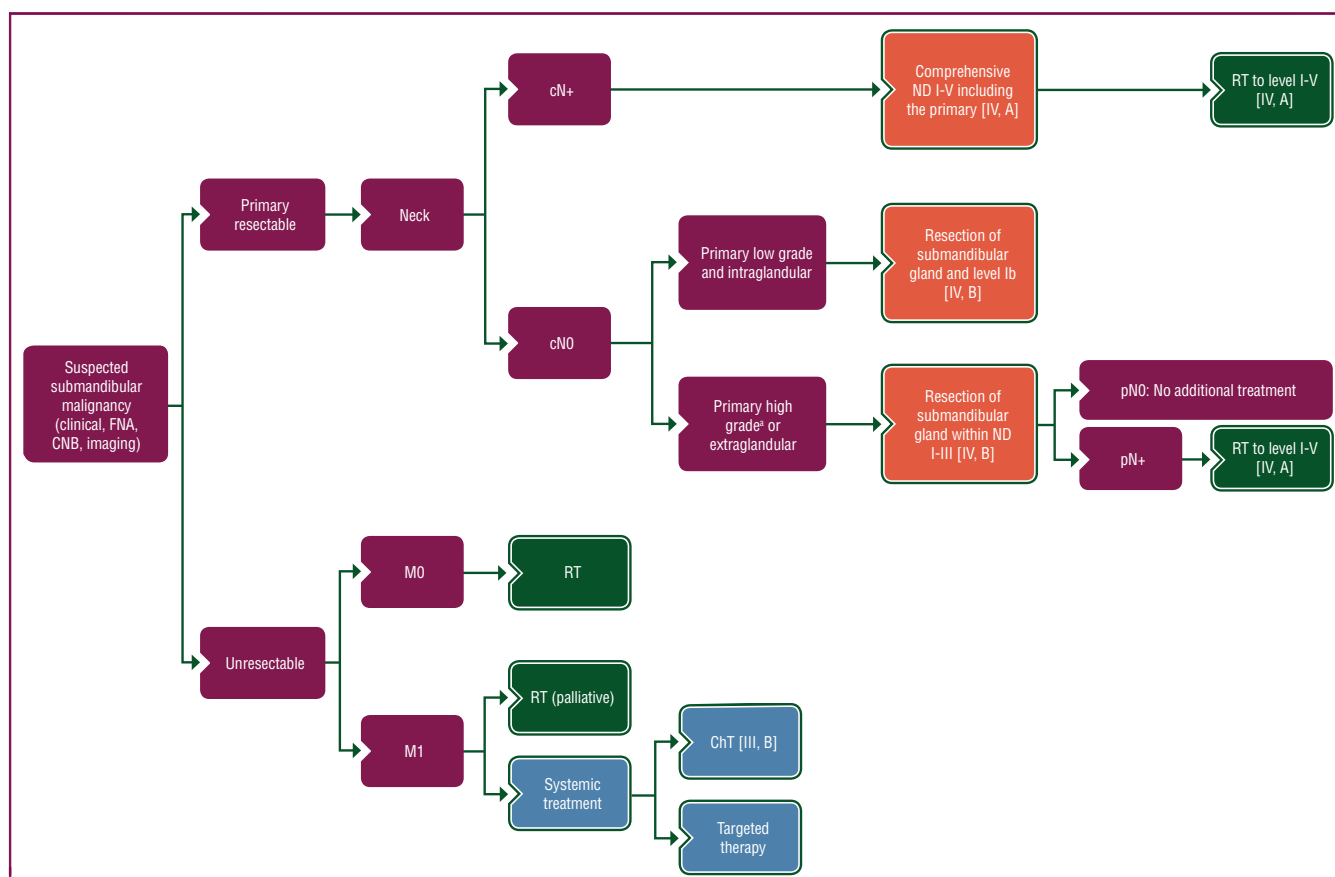 cN+
Comprehensive
ND I-V including
the primary [IV, A]
RT to level I-V
[IV, A]
Primary
resectable
Neck
Primary low grade
and intraglandular
Resection of
submandibular
gland and level Ib
[IV, B]
cN0
Suspected
submandibular
malignancy
(clinical, FNA,
CNB, imaging)
Primary high
gradeᵃ or
extraglandular
Resection of
submandibular
gland within ND
I-III [IV, B]
pN0: No additional treatment
pN+
RT to level I-V
[IV, A]
M0
RT
Unresectable
RT (palliative)
M1
ChT [III, B]
Systemic
treatment
Targeted
therapy